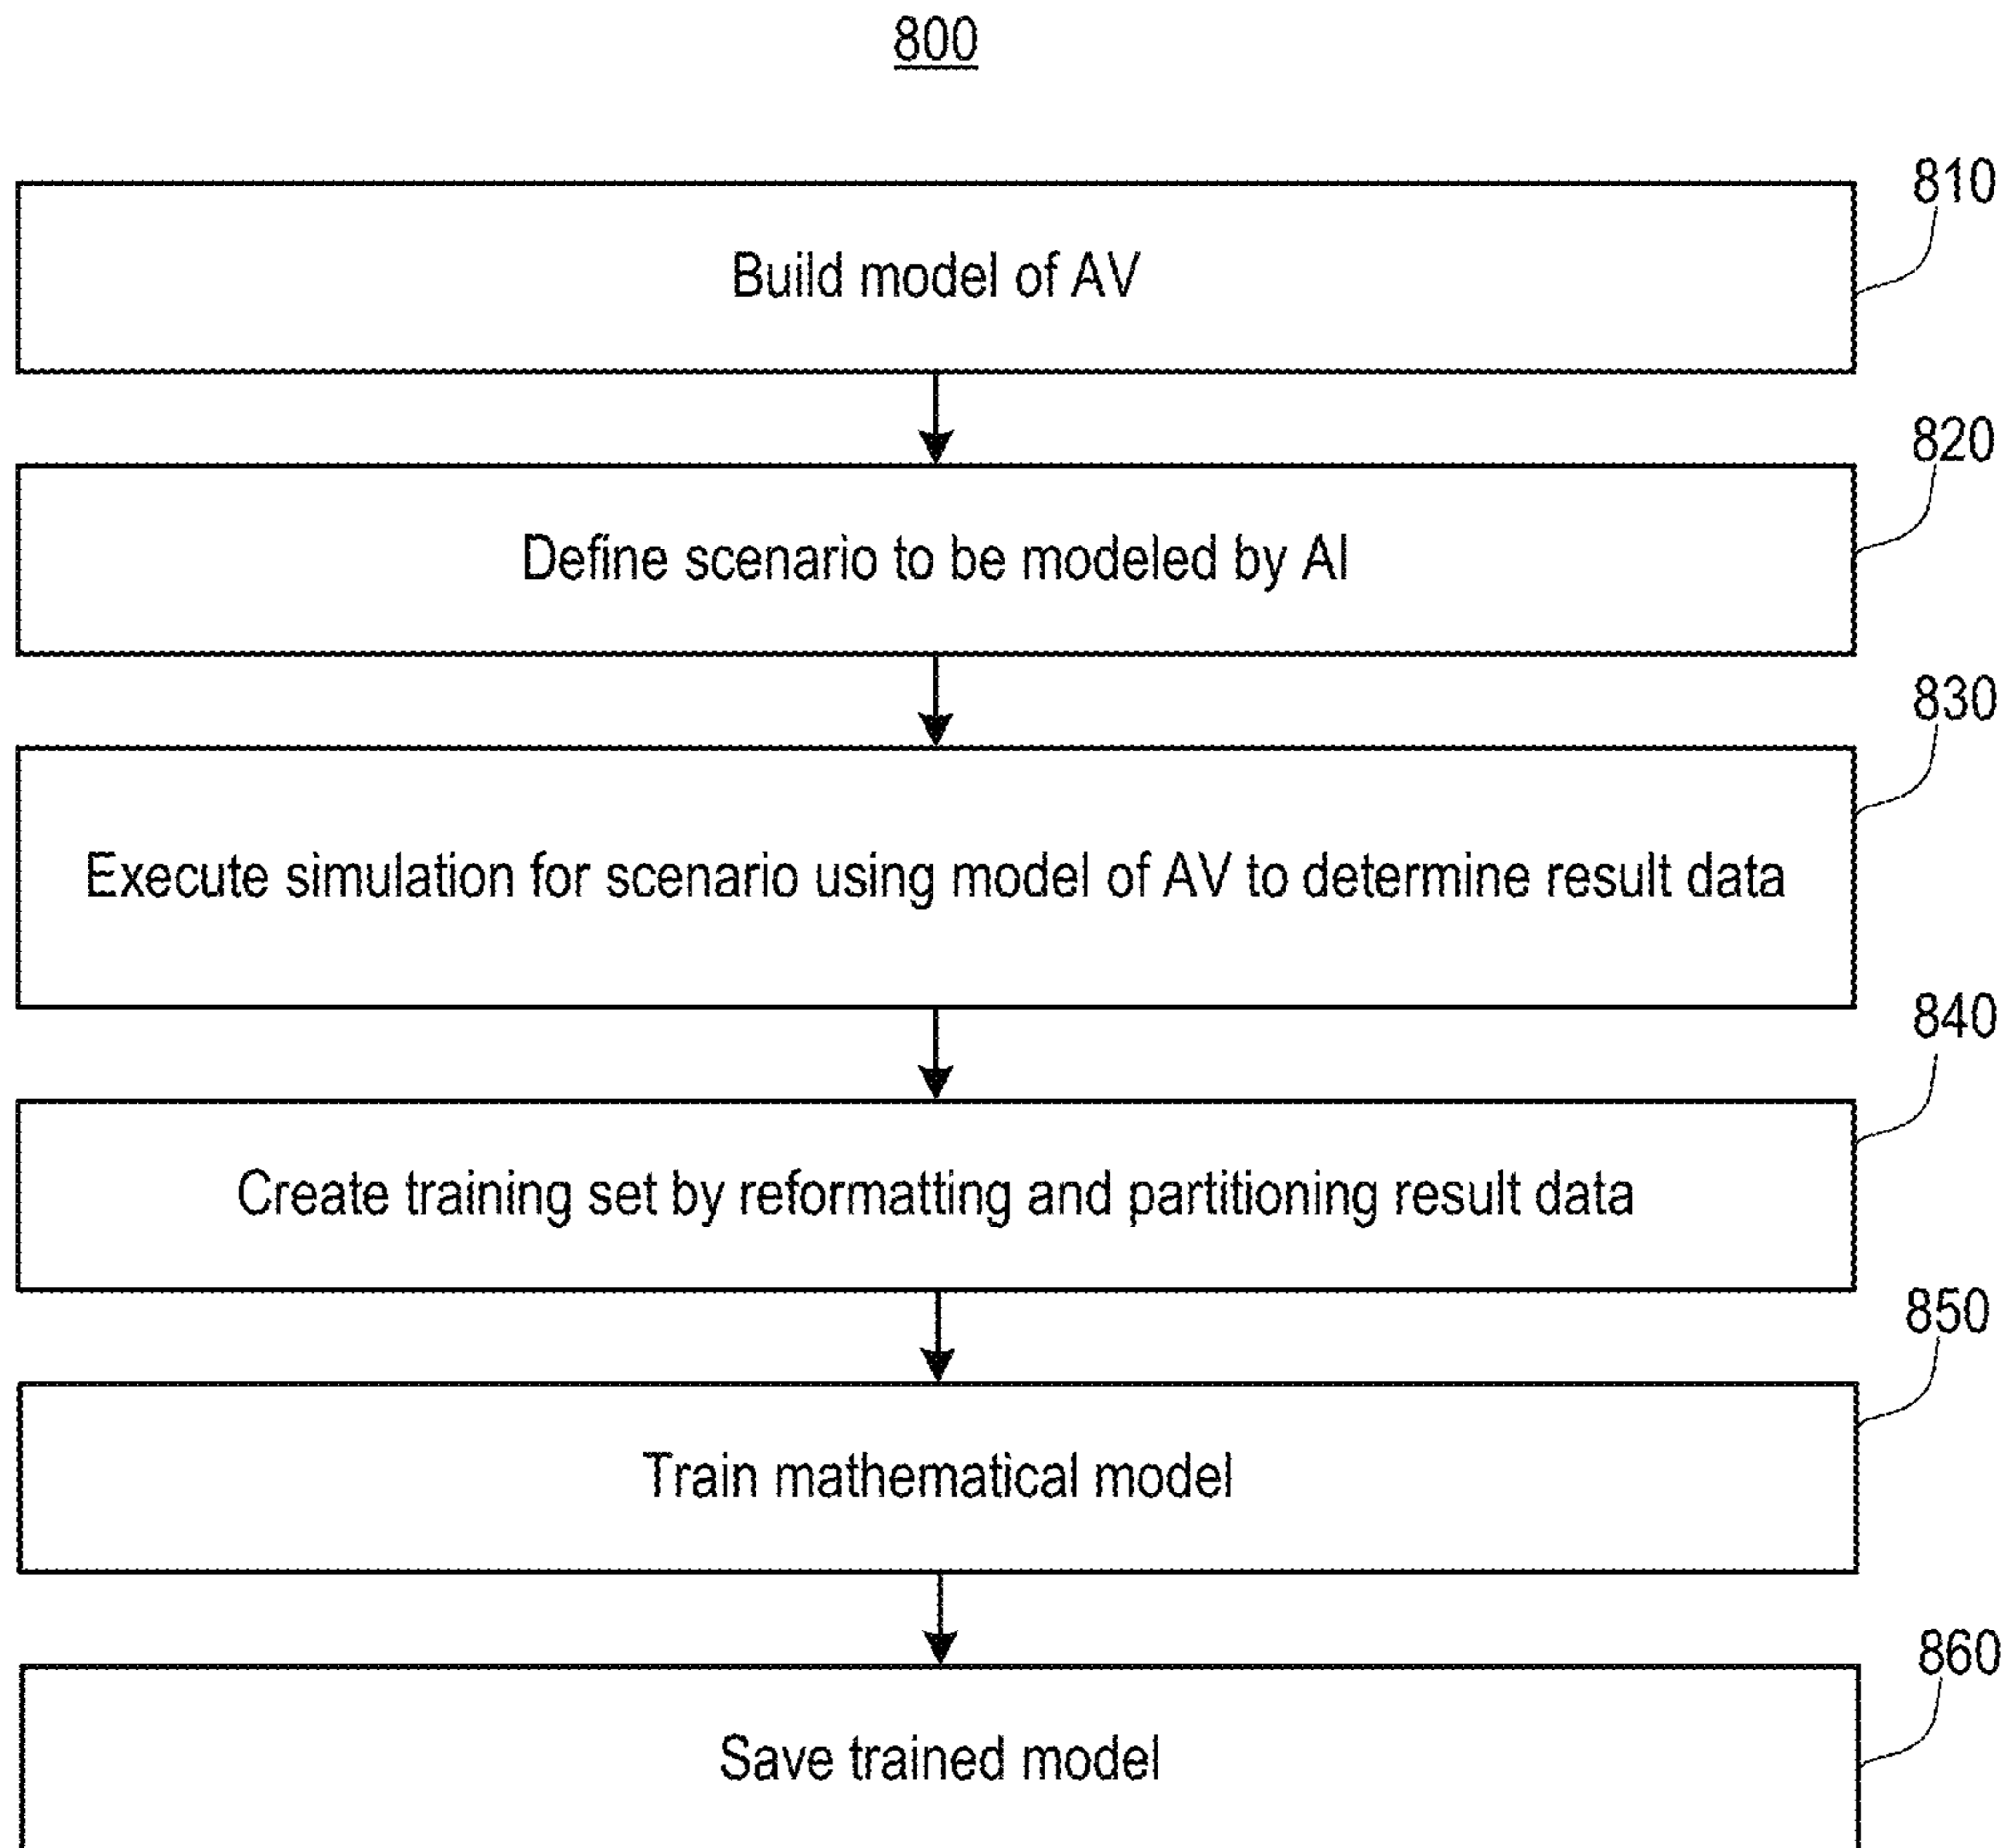 800
810
Build model of AV
820
Define scenario to be modeled by AI
830
Execute simulation for scenario using model of AV to determine result data
840
Create training set by reformatting and partitioning result data
850
Train mathematical model
860
Save trained model